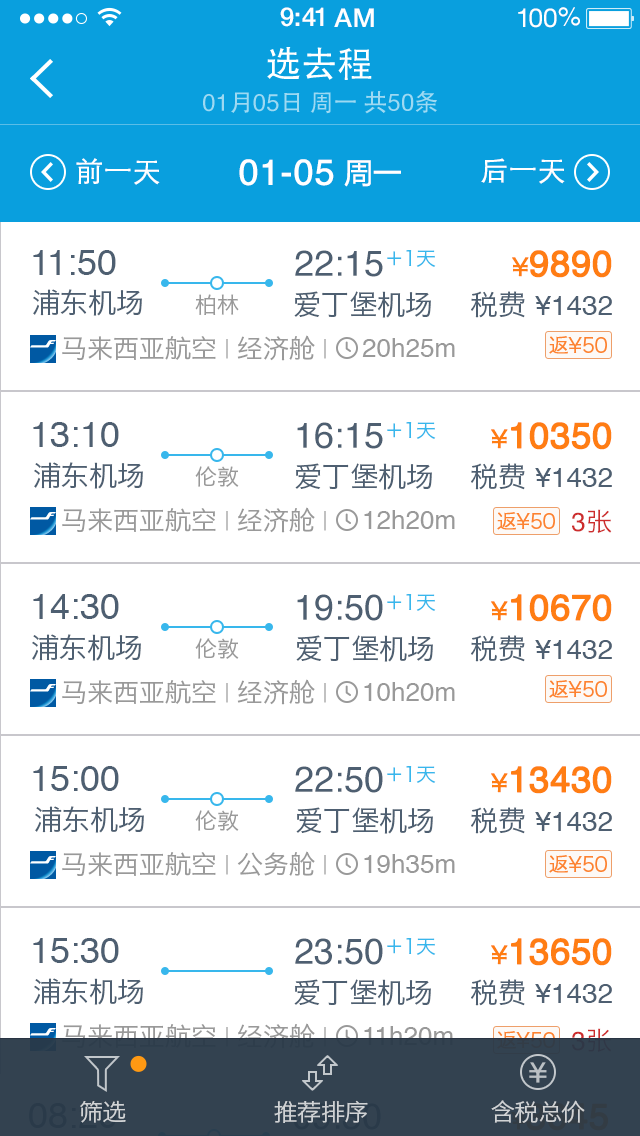 9:41 AM 100%
选去程
01月05日 周一 共50条
前一天 01-05 周一 后一天
11:50 22:15 +1天 ¥9890
浦东机场 柏林 爱丁堡机场 税费 ¥1432
马来西亚航空 | 经济舱 | 20h25m 返¥50
13:10 16:15 +1天 ¥10350
浦东机场 伦敦 爱丁堡机场 税费 ¥1432
马来西亚航空 | 经济舱 | 12h20m 返¥50 3张
14:30 19:50 +1天 ¥10670
浦东机场 伦敦 爱丁堡机场 税费 ¥1432
马来西亚航空 | 经济舱 | 10h20m 返¥50
15:00 22:50 +1天 ¥13430
浦东机场 伦敦 爱丁堡机场 税费 ¥1432
马来西亚航空 | 公务舱 | 19h35m 返¥50
15:30 23:50 +1天 ¥13650
浦东机场 爱丁堡机场 税费 ¥1432
马来西亚航空 | 经济舱 | 11h20m 返¥50 3张
筛选 推荐排序 含税总价